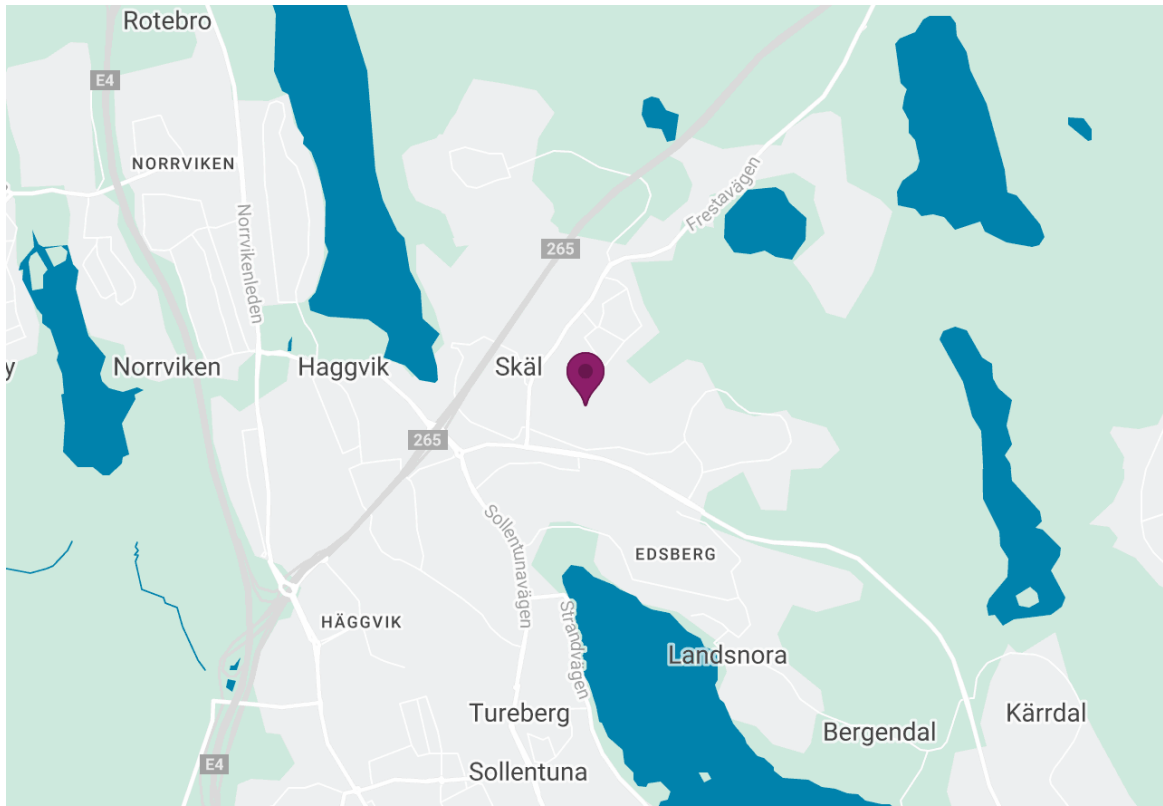 Rotebro
E4
NORRVIKEN
Frestavägen
Norrvikenleden
265
y
Norrviken
Haggvik
Skäl
265
Sollentunavägen
EDSBERG
Strandvägen
HÄGGVIK
Landsnora
Tureberg
Kärrdal
Bergendal
E4
Sollentuna